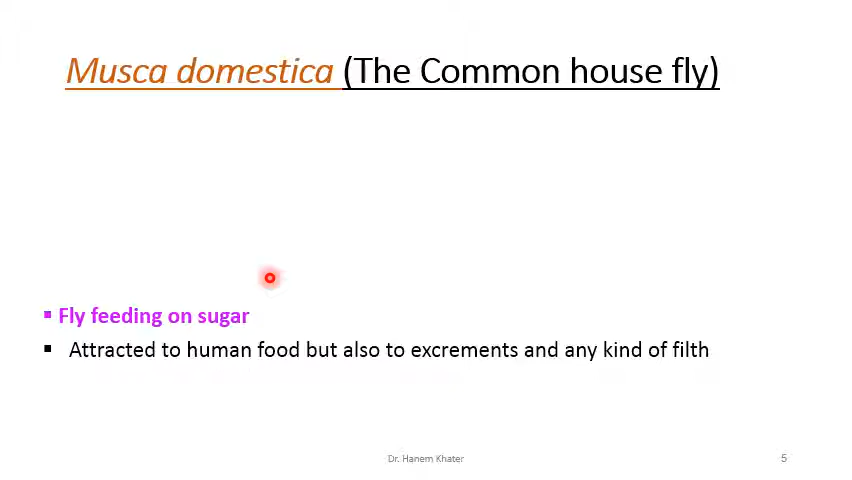 Musca domestica (The Common house fly)
▪ Fly feeding on sugar
▪ Attracted to human food but also to excrements and any kind of filth
Dr. Hanem Khater
5